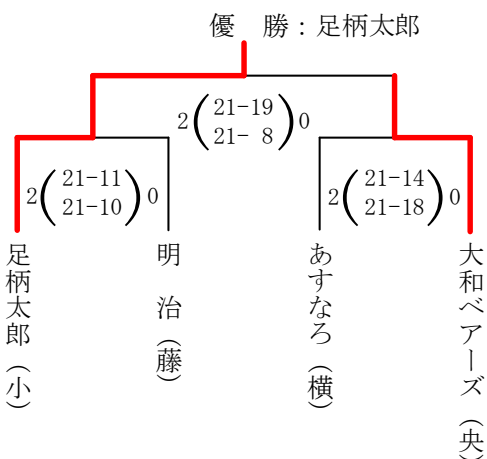 優　勝：足柄太郎
2(21-19
21- 8)0
2(21-11
21-10)0
2(21-14
21-18)0
足柄太郎（小）
明　治（藤）
あすなろ（横）
大和ベアーズ（央）